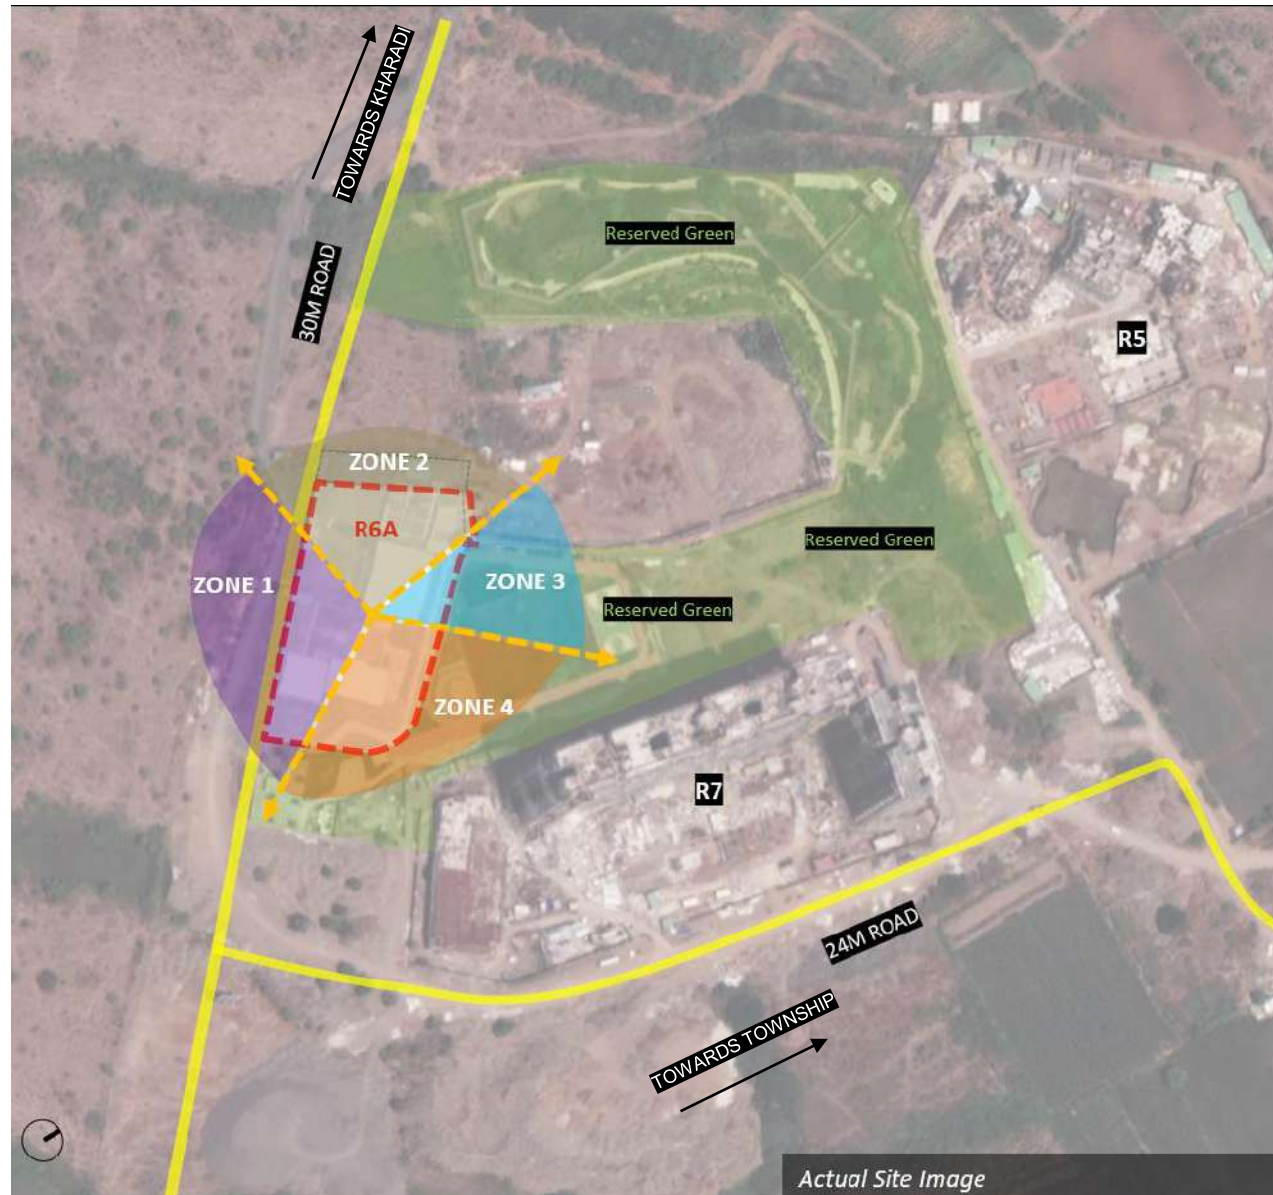 TOWARDS KHARADI
30M ROAD
Reserved Green
R5
ZONE 2
R6A
ZONE 1
ZONE 3
Reserved Green
Reserved Green
ZONE 4
R7
24M ROAD
TOWARDS TOWNSHIP
Actual Site Image